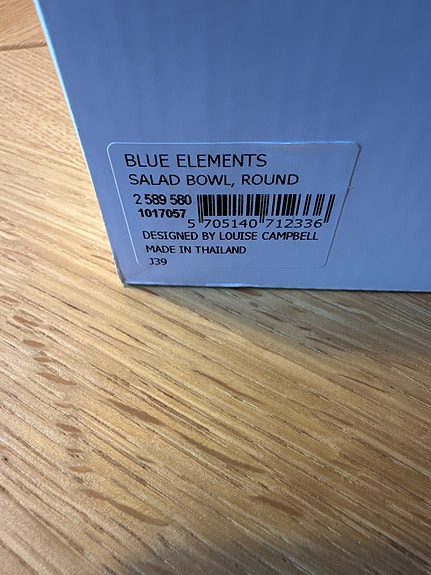 BLUE ELEMENTS
SALAD BOWL, ROUND
2 589 580
1017057
5 705140 712336
DESIGNED BY LOUISE CAMPBELL
MADE IN THAILAND
J39